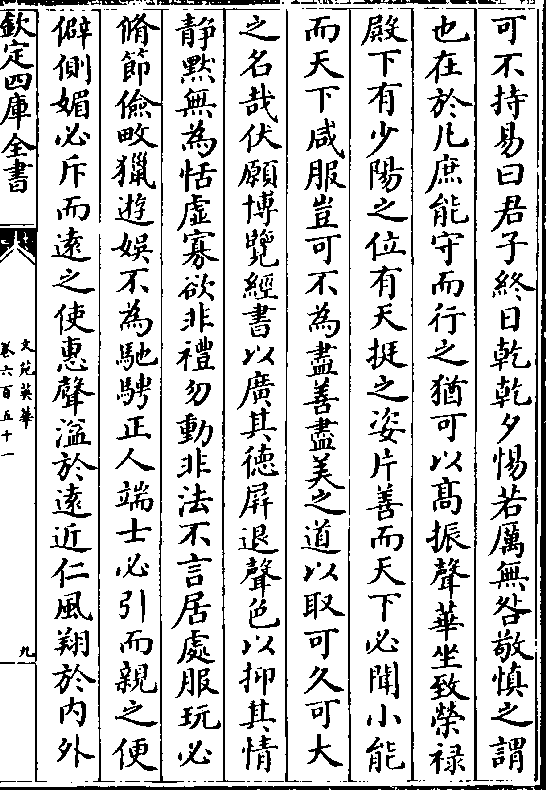 可不持易曰君子終日乾乾夕惕若厲無咎敬慎之謂
也在於凡庶能守而行之猶可以髙振聲華坐致榮禄
殿下有少陽之位有天挺之姿片善而天下必聞小能
而天下咸服豈可不為盡善盡美之道以取可久可大
之名哉伏願博覽經書以廣其徳屏退聲色以抑其情
静黙無為恬虚寡欲非禮勿動非法不言居處服玩必
脩節儉畋獵遊娛不為馳騁正人端士必引而親之便
僻側媚必斥而遠之使惠聲溢於遠近仁風翔於内外
欽定四庫全書
文苑英華
卷六百五十一
九